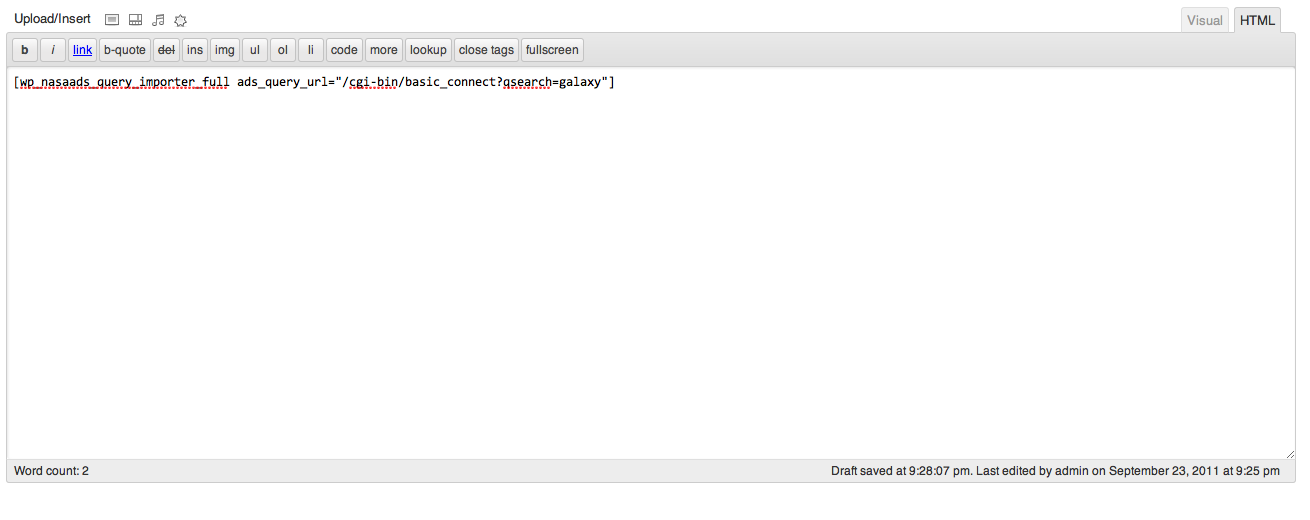 Upload/Insert Visual HTML
b i link b-quote del ins img ul ol li code more lookup close tags fullscreen
[wp_nasaads_query_importer_full ads_query_url="/cgi-bin/basic_connect?qsearch=galaxy"]
Word count: 2 Draft saved at 9:28:07 pm. Last edited by admin on September 23, 2011 at 9:25 pm